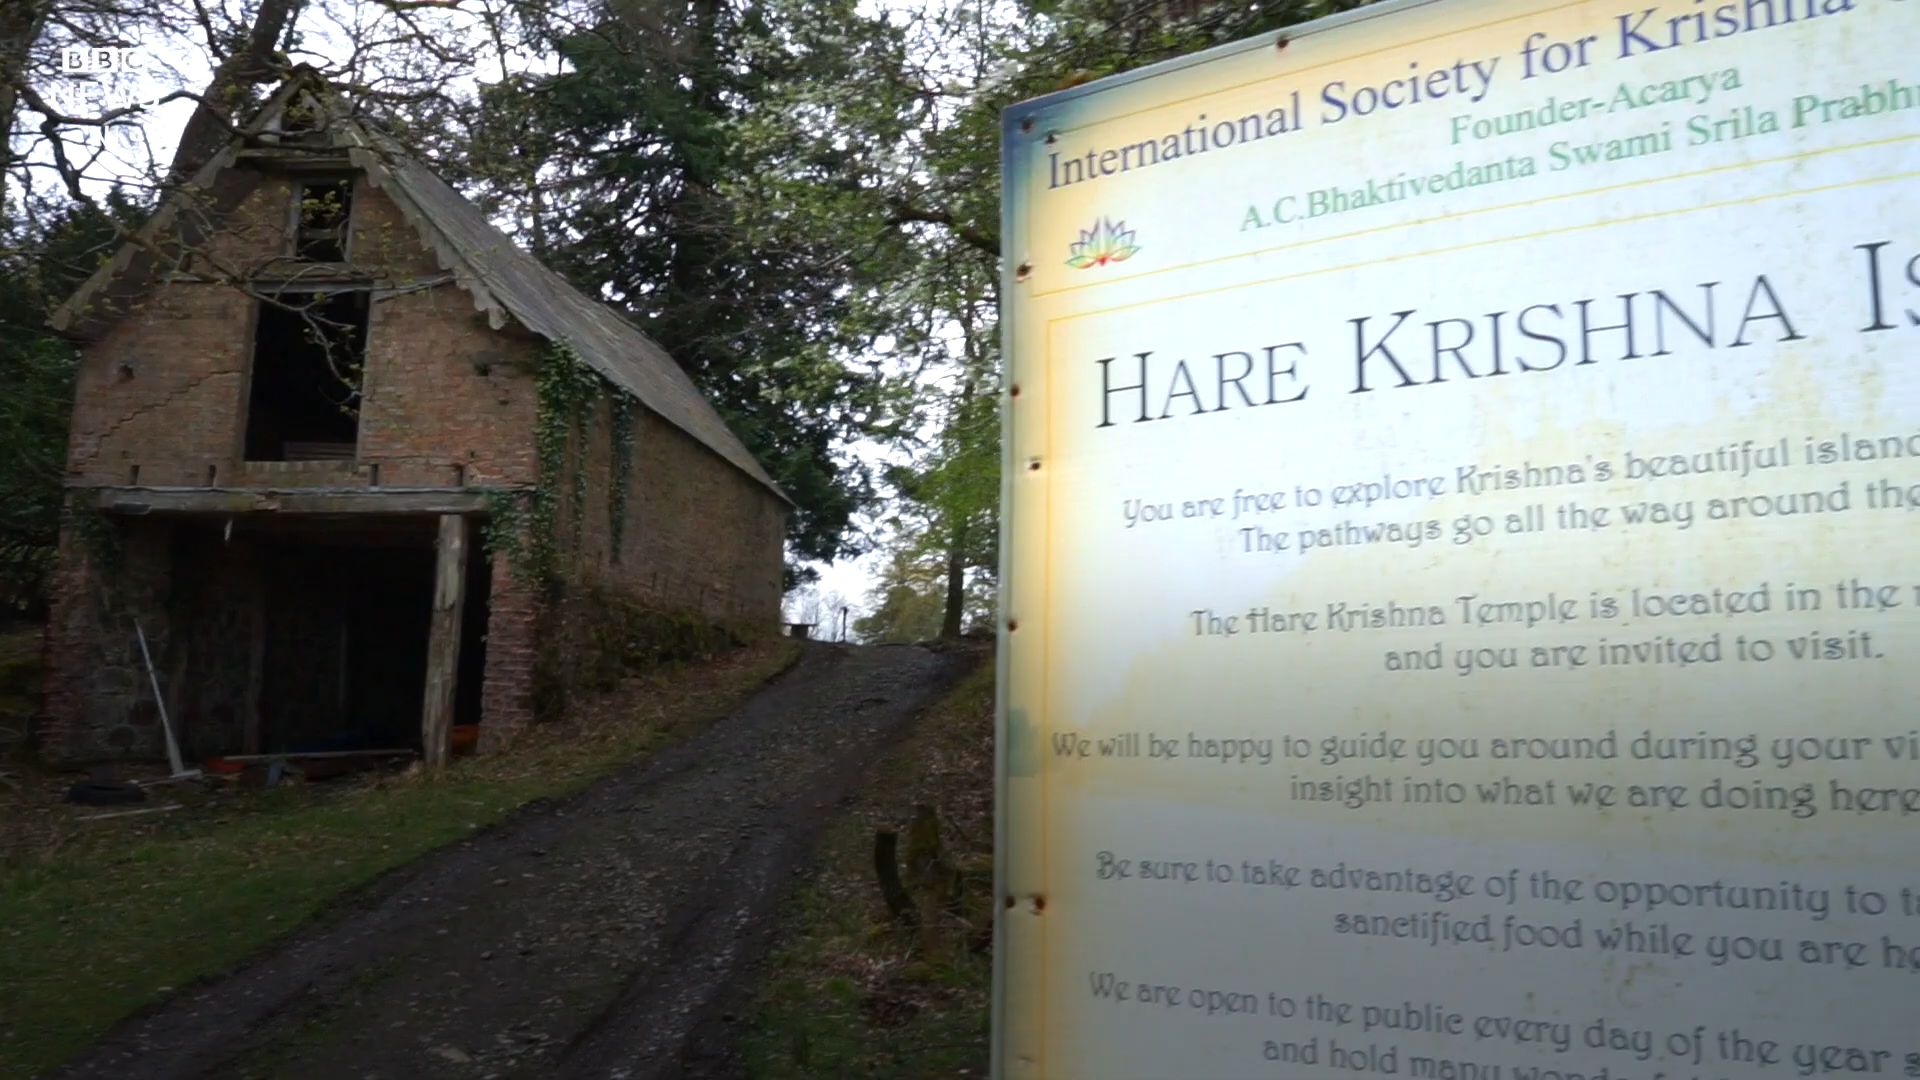 BBC
NEWS
International Society for Krishna
Founder-Acarya
A.C.Bhaktivedanta Swami Srila
HARE KRISHNA
You are free to explore Krishna's beautiful
The pathways go all the way around
The Hare Krishna Temple is located in the
and you are invited to visit.
We will be happy to guide you around during your
insight into what we are doing here
Be sure to take advantage of the opportunity to
sanctified food while you are
We are open to the public every day of the year
and hold many